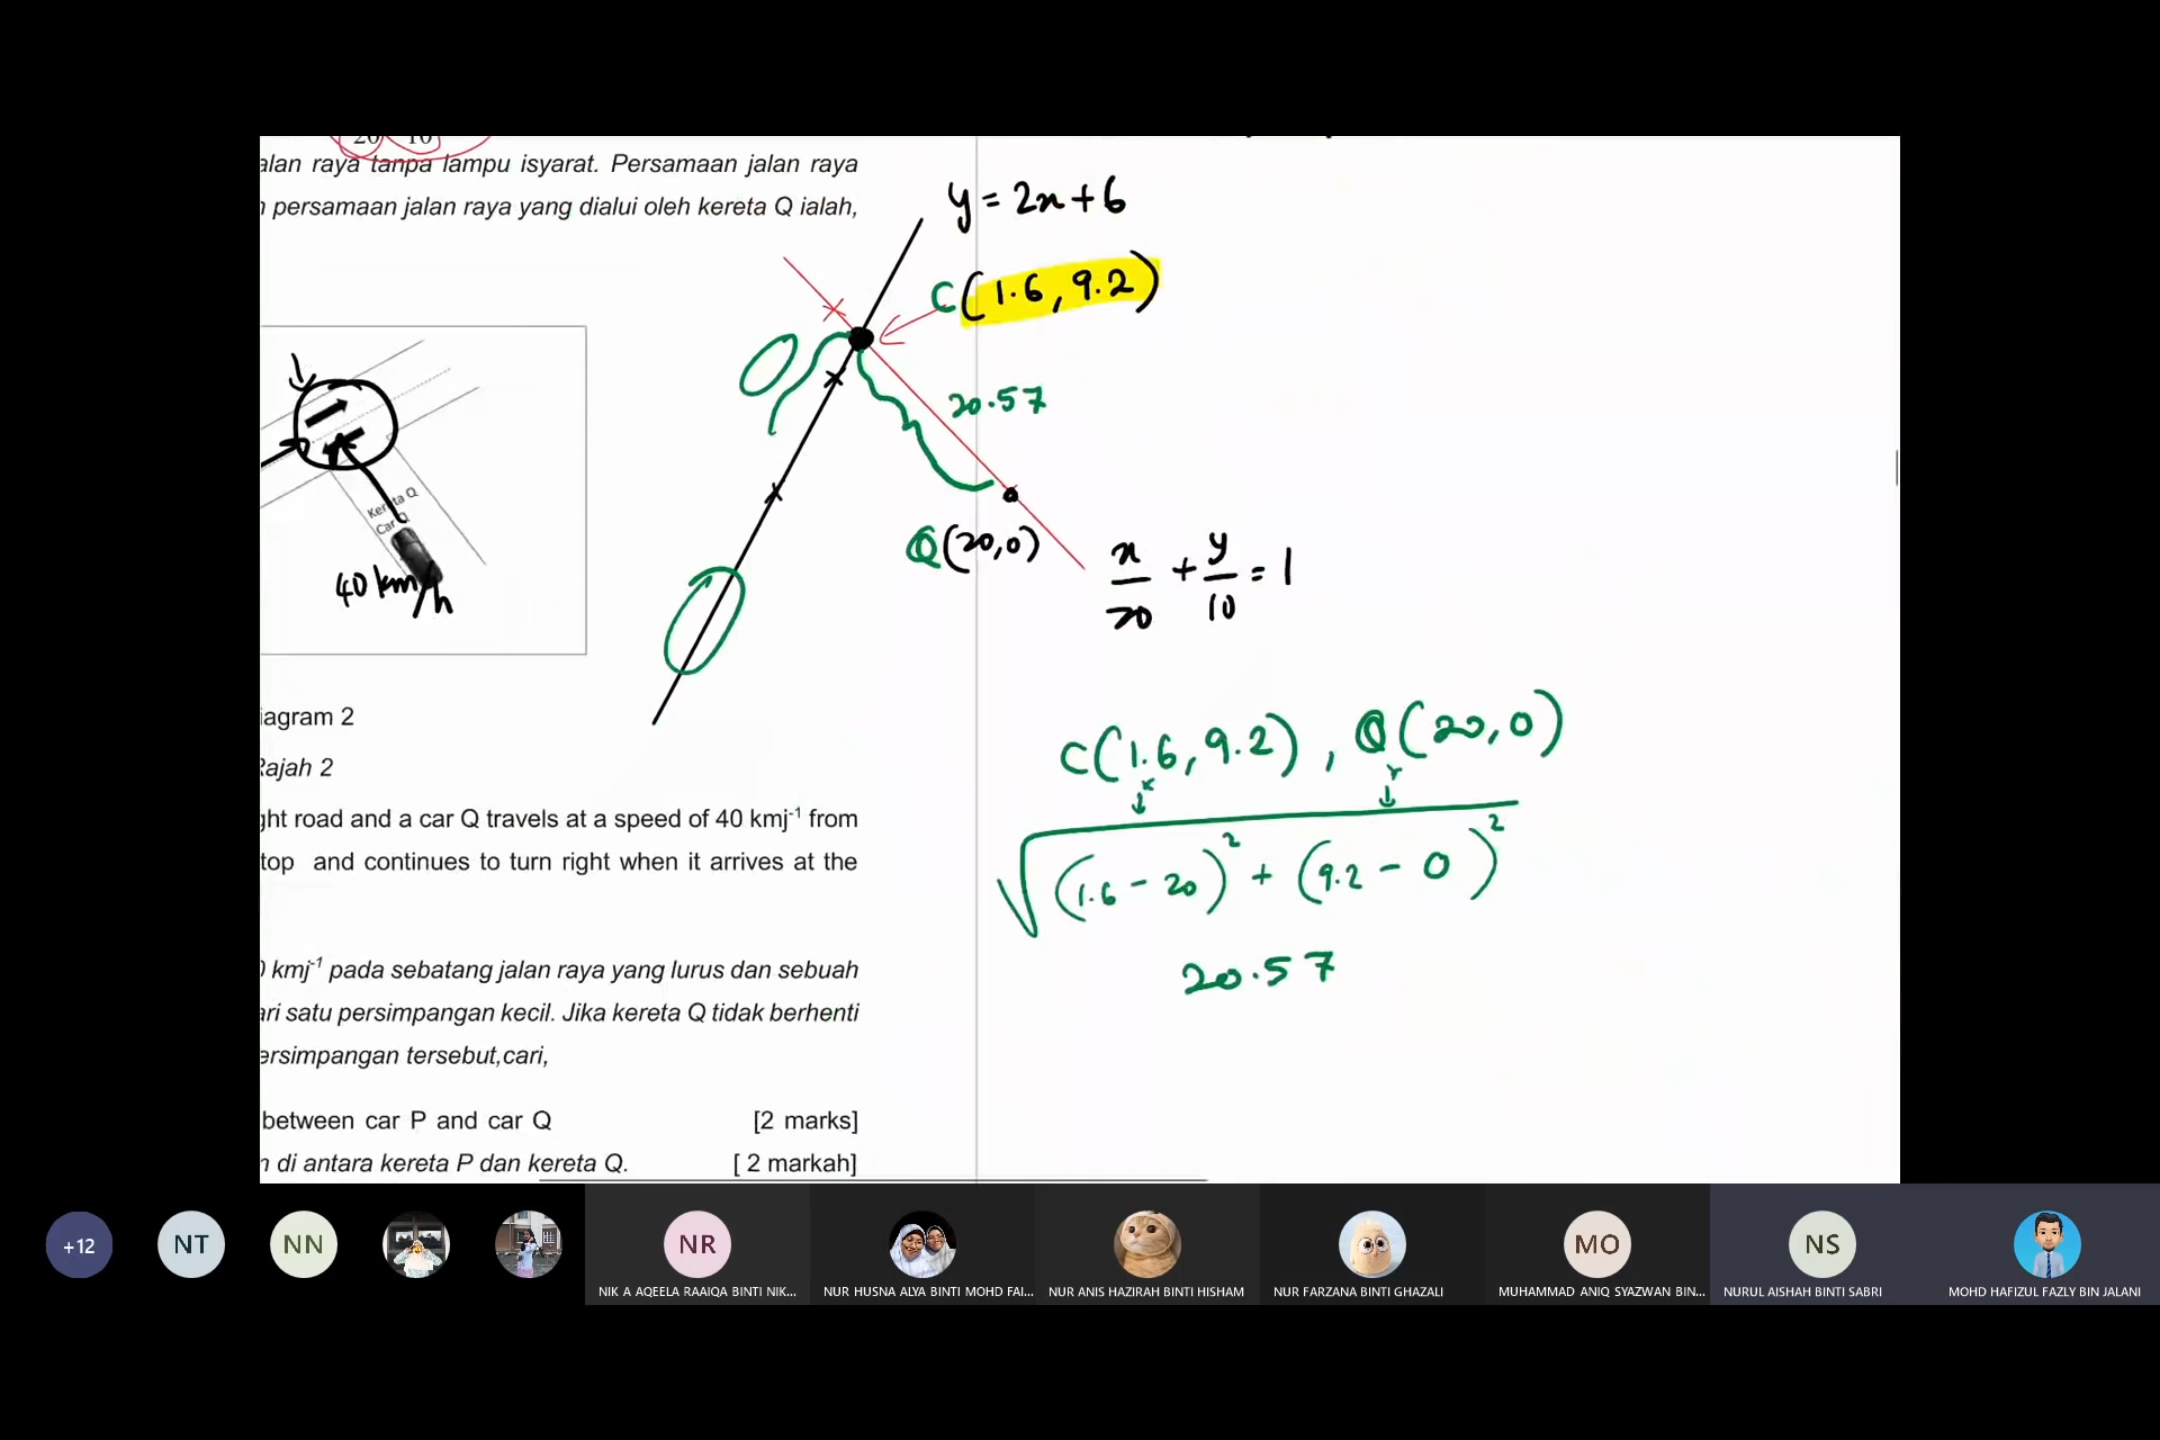 20 10
alan raya tanpa lampu isyarat. Persamaan jalan raya
n persamaan jalan raya yang dialui oleh kereta Q ialah,
y = 2x + 6
C(1.6, 9.2)
20.57
Q(20,0)
x/20 + y/10 = 1
Kereta Q
Car Q
40 km/h
iagram 2
Rajah 2
ght road and a car Q travels at a speed of 40 kmj⁻¹ from
top and continues to turn right when it arrives at the
0 kmj⁻¹ pada sebatang jalan raya yang lurus dan sebuah
ari satu persimpangan kecil. Jika kereta Q tidak berhenti
ersimpangan tersebut,cari,
between car P and car Q [2 marks]
n di antara kereta P dan kereta Q. [ 2 markah]
C(1.6, 9.2), Q(20,0)
√(1.6 - 20)² + (9.2 - 0)²
20.57
+12
NT
NN
NR
MO
NS
NIK A AQEELA RAAIQA BINTI NIK...
NUR HUSNA ALYA BINTI MOHD FAI...
NUR ANIS HAZIRAH BINTI HISHAM
NUR FARZANA BINTI GHAZALI
MUHAMMAD ANIQ SYAZWAN BIN...
NURUL AISHAH BINTI SABRI
MOHD HAFIZUL FAZLY BIN JALANI